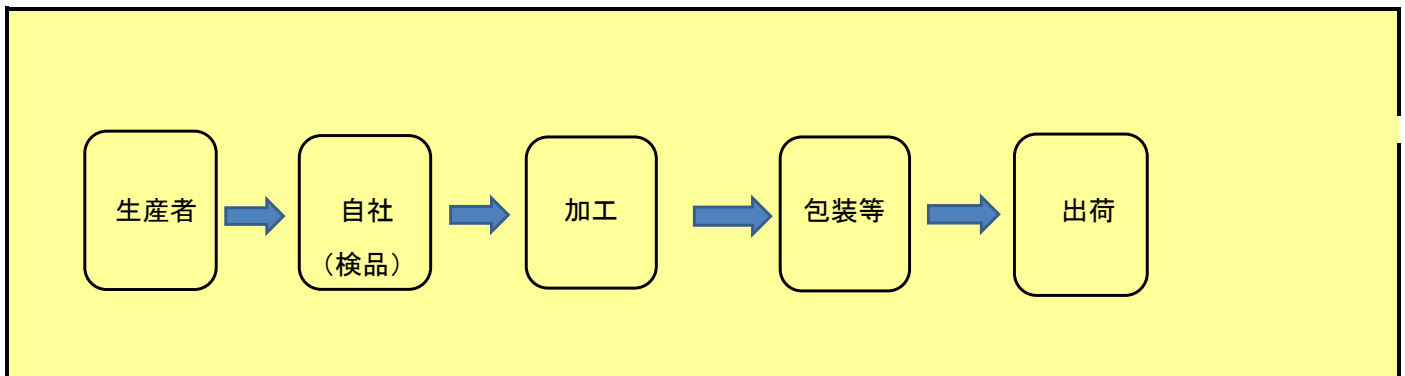 生産者
自社
（検品）
加工
包装等
出荷